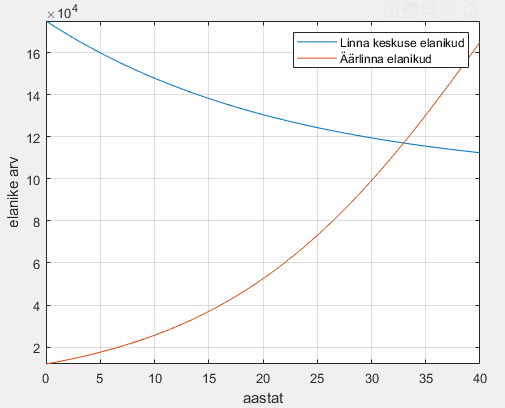 ×10⁴
16
14
12
10
8
6
4
2
elanike arv
Linna keskuse elanikud
Äärlinna elanikud
0 5 10 15 20 25 30 35 40
aastat